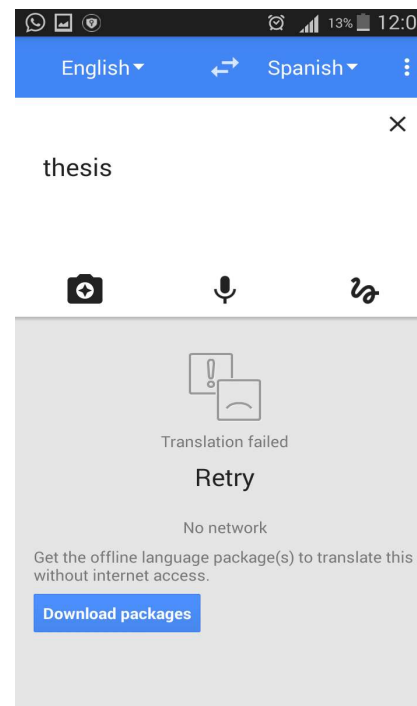 13% 12:0
English Spanish
thesis
Translation failed
Retry
No network
Get the offline language package(s) to translate this
without internet access.
Download packages